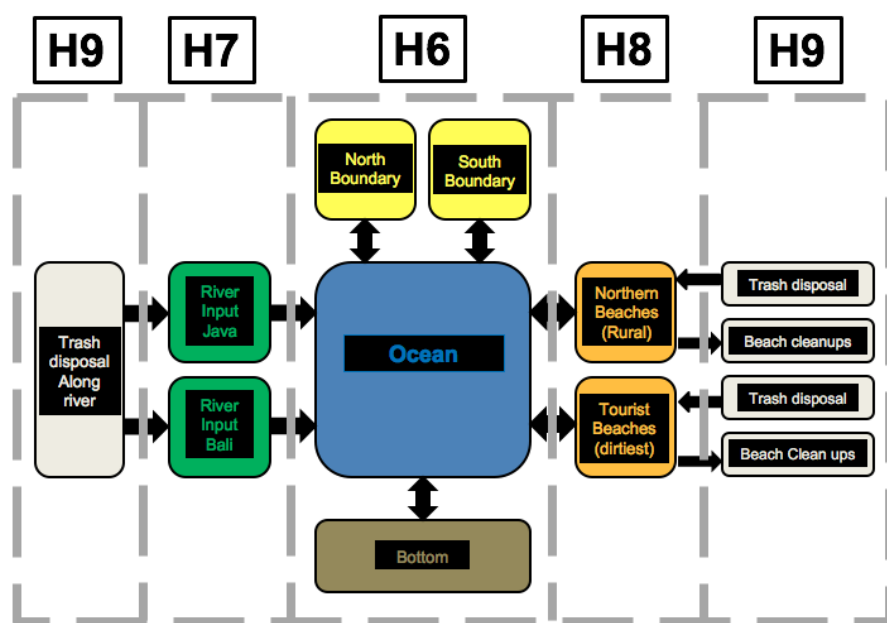 H9
H7
H6
H8
H9
North
Boundary
South
Boundary
Trash
disposal
Along
river
River
Input
Java
River
Input
Bali
Ocean
Bottom
Northern
Beaches
(Rural)
Tourist
Beaches
(dirtiest)
Trash disposal
Beach cleanups
Trash disposal
Beach Clean ups